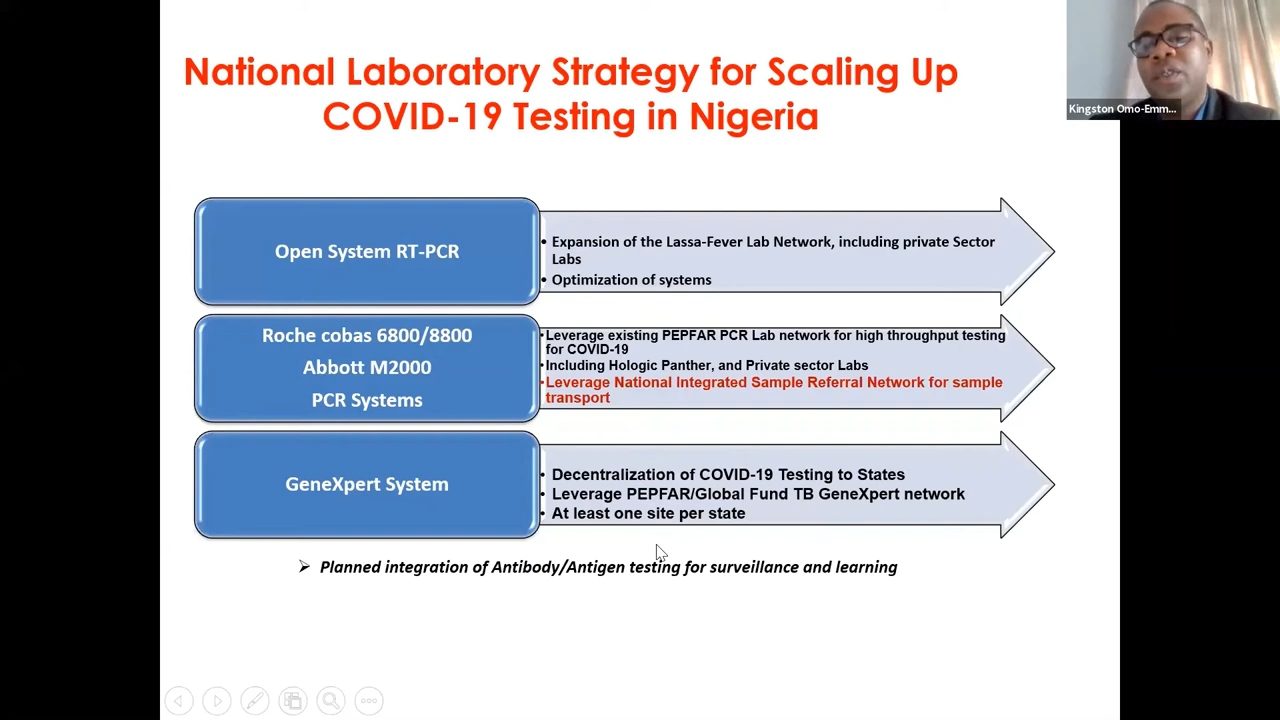 National Laboratory Strategy for Scaling Up
COVID-19 Testing in Nigeria
Kingston Omo-Emm...
Open System RT-PCR
• Expansion of the Lassa-Fever Lab Network, including private Sector
Labs
• Optimization of systems
Roche cobas 6800/8800
Abbott M2000
PCR Systems
•Leverage existing PEPFAR PCR Lab network for high throughput testing
for COVID-19
•Including Hologic Panther, and Private sector Labs
•Leverage National Integrated Sample Referral Network for sample
transport
GeneXpert System
• Decentralization of COVID-19 Testing to States
• Leverage PEPFAR/Global Fund TB GeneXpert network
• At least one site per state
➢ Planned integration of Antibody/Antigen testing for surveillance and learning